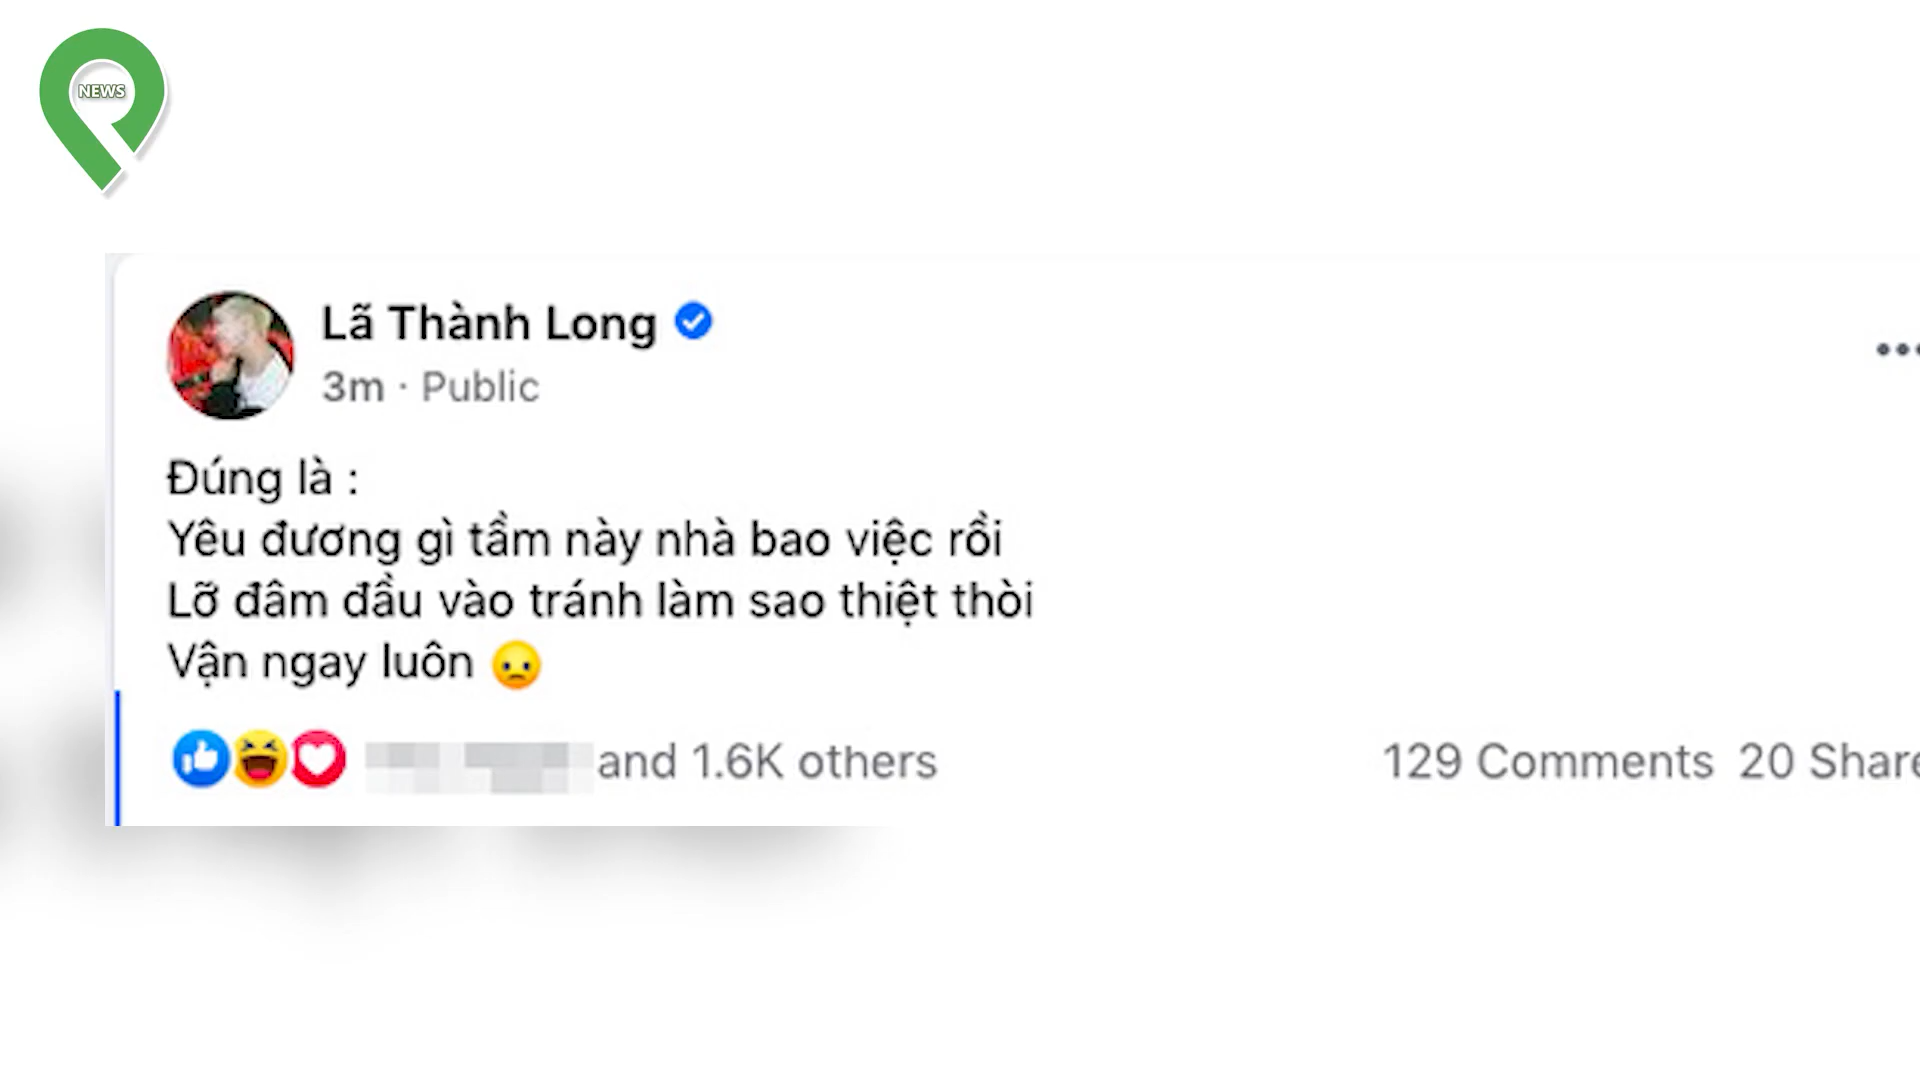 NEWS
Lã Thành Long
3m · Public
Đúng là :
Yêu đương gì tầm này nhà bao việc rồi
Lỡ đâm đầu vào tránh làm sao thiệt thòi
Vận ngay luôn 😞
and 1.6K others
129 Comments 20 Share